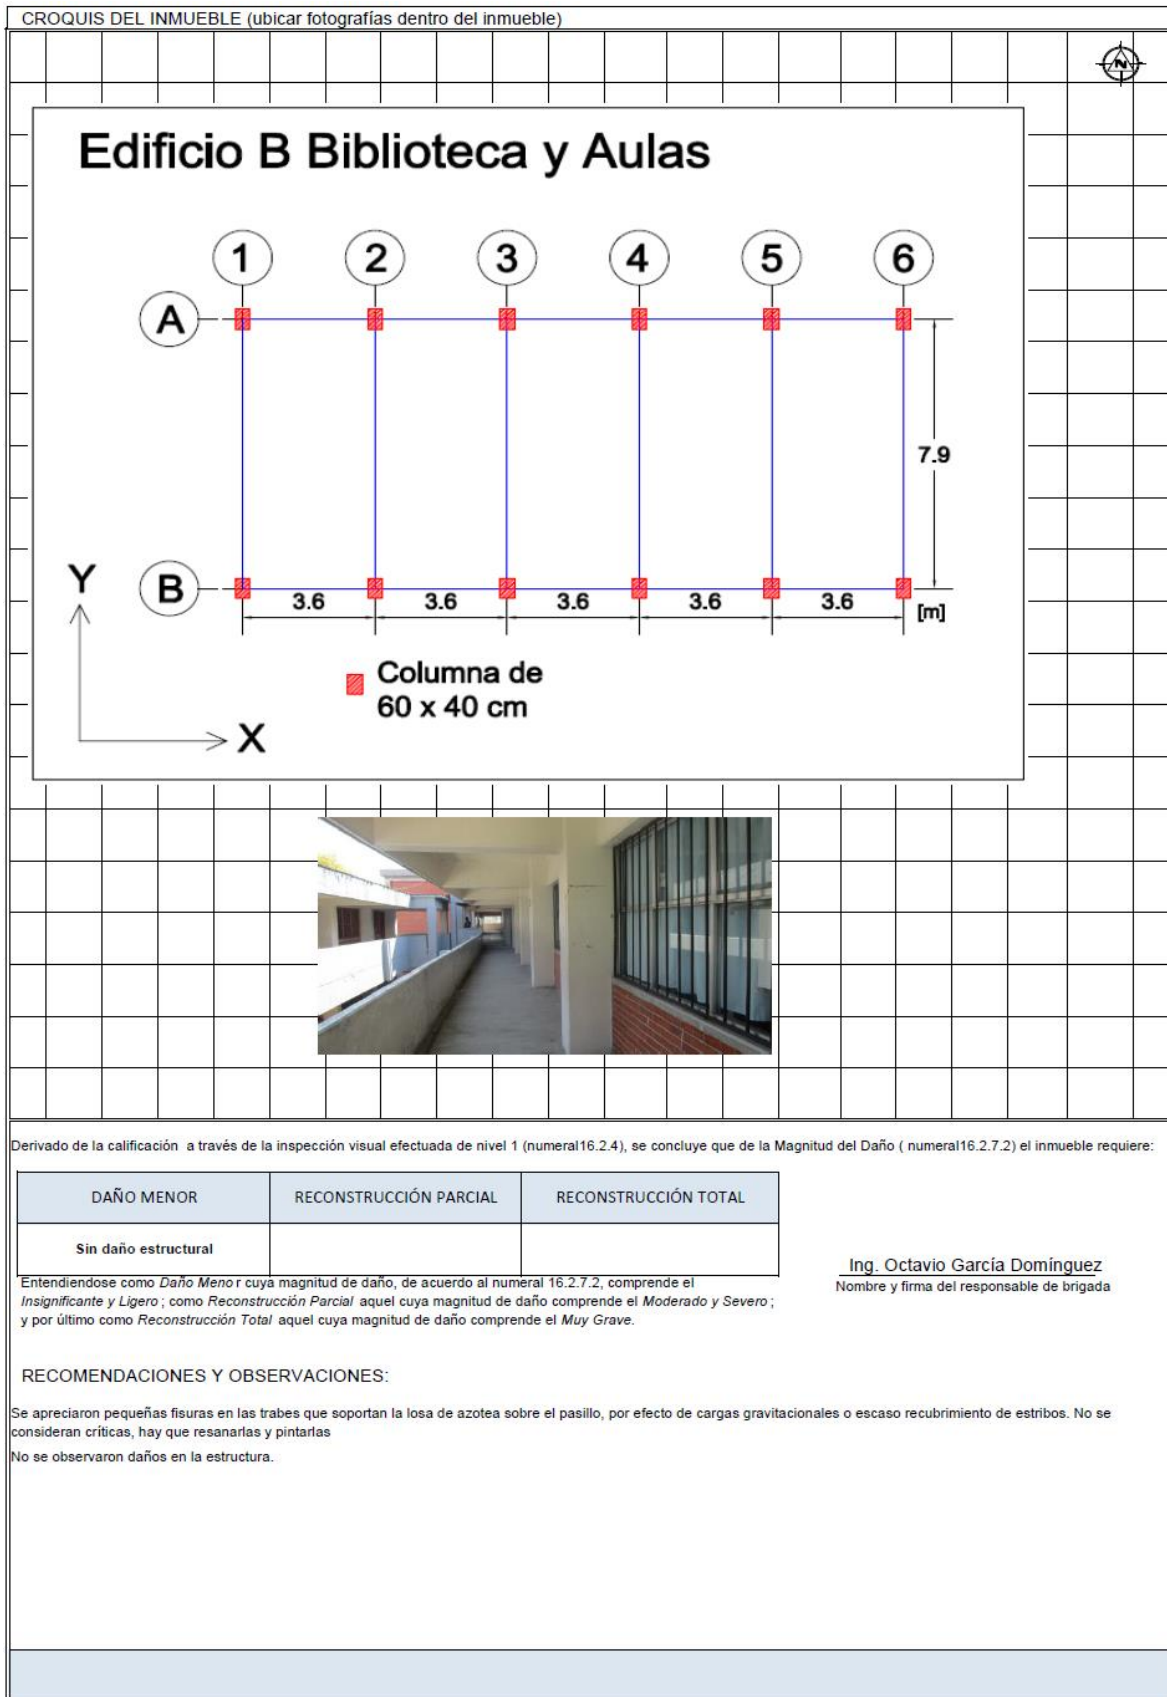 CROQUIS DEL INMUEBLE (ubicar fotografías dentro del inmueble)
N
Edificio B Biblioteca y Aulas
1 2 3 4 5 6
A
7.9
Y
B
3.6 3.6 3.6 3.6 3.6
[m]
Columna de
60 x 40 cm
X
Derivado de la calificación a través de la inspección visual efectuada de nivel 1 (numeral16.2.4), se concluye que de la Magnitud del Daño ( numeral16.2.7.2) el inmueble requiere:
DAÑO MENOR RECONSTRUCCIÓN PARCIAL RECONSTRUCCIÓN TOTAL
Sin daño estructural
Ing. Octavio García Domínguez
Nombre y firma del responsable de brigada
Entendiendose como Daño Meno r cuya magnitud de daño, de acuerdo al numeral 16.2.7.2, comprende el
Insignificante y Ligero ; como Reconstrucción Parcial aquel cuya magnitud de daño comprende el Moderado y Severo ;
y por último como Reconstrucción Total aquel cuya magnitud de daño comprende el Muy Grave.
RECOMENDACIONES Y OBSERVACIONES:
Se apreciaron pequeñas fisuras en las trabes que soportan la losa de azotea sobre el pasillo, por efecto de cargas gravitacionales o escaso recubrimiento de estribos. No se
consideran críticas, hay que resanarlas y pintarlas
No se observaron daños en la estructura.